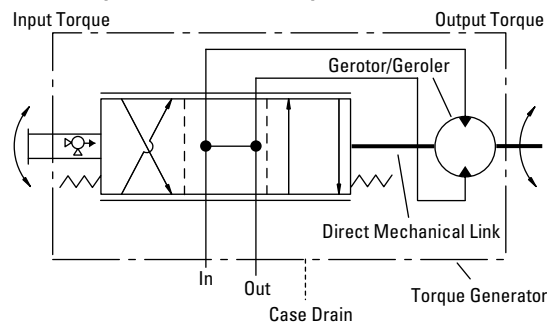 Input Torque
Output Torque
Gerotor/Geroler
Direct Mechanical Link
In
Out
Case Drain
Torque Generator